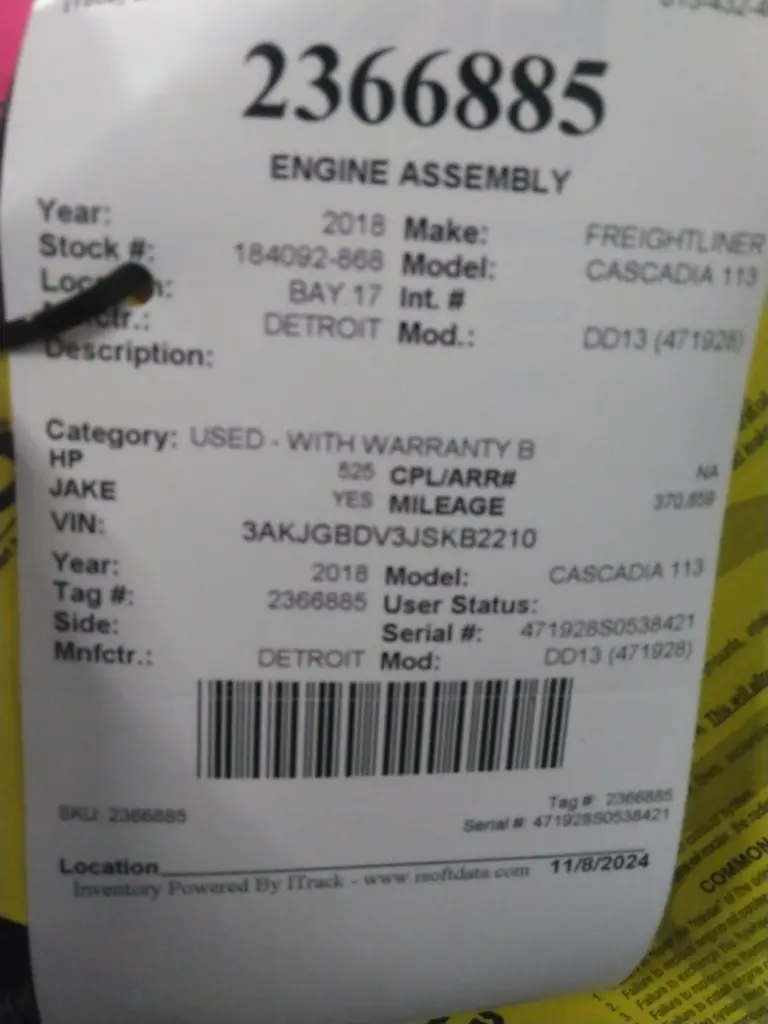 2366885
ENGINE ASSEMBLY
Year: 2018 Make: FREIGHTLINER
Stock #: 184092-868 Model: CASCADIA 113
BAY 17 Int. #
DETROIT Mod.: DD13 (471928)
Description:
Category: USED - WITH WARRANTY B
HP 525 CPL/ARR# NA
JAKE YES MILEAGE 370,859
VIN: 3AKJGBDV3JSKB2210
Year: 2018 Model: CASCADIA 113
Tag #: 2366885 User Status:
Side: Serial #: 471928S0538421
Mnfctr.: DETROIT Mod: DD13 (471928)
SKU: 2366885 Tag #: 2366885
Serial #: 471928S0538421
Location 11/8/2024
Inventory Powered By ITrack - www.isoftdata.com
COMMON